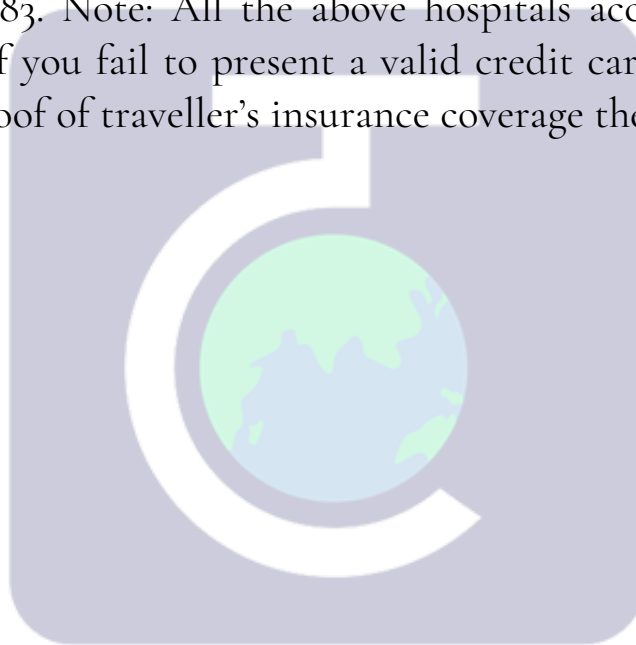 83. Note: All the above hospitals acc
f you fail to present a valid credit car
oof of traveller's insurance coverage the